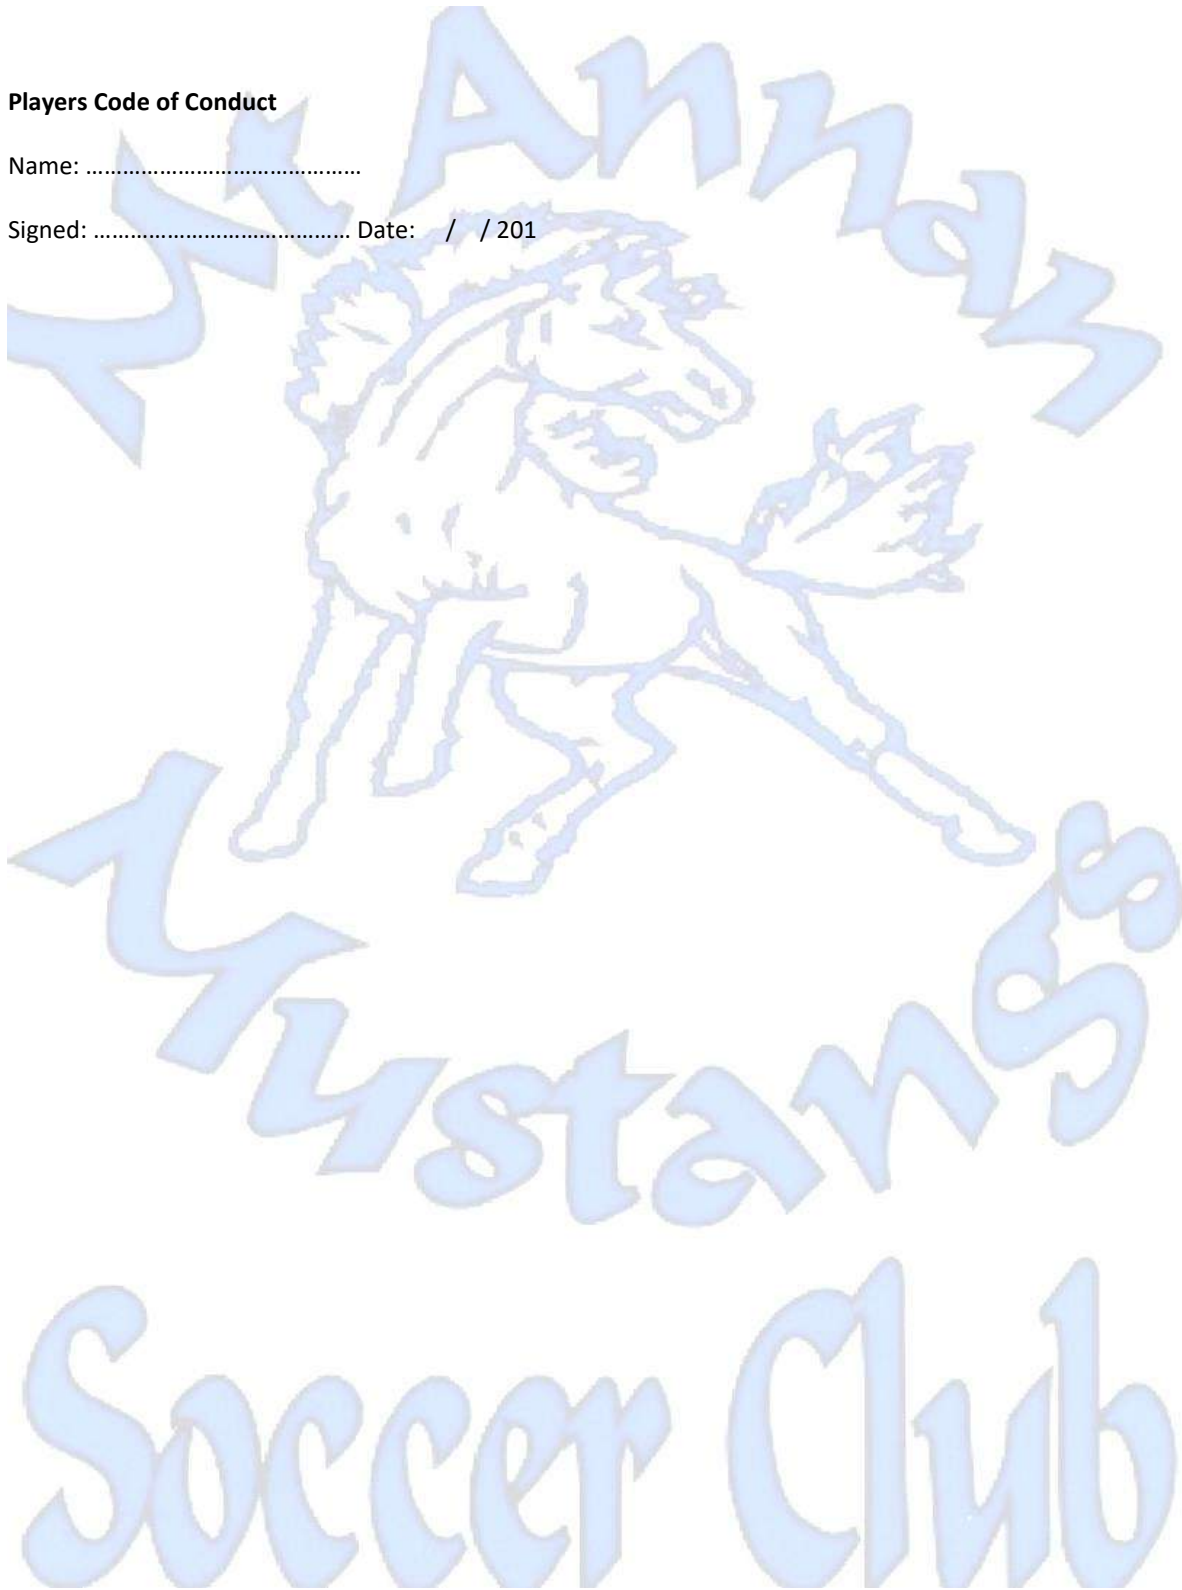 Players Code of Conduct
Name: ………………………………………
Signed: …………………………………… Date:    /   / 201
Mt Annan
Mustangs
Soccer Club